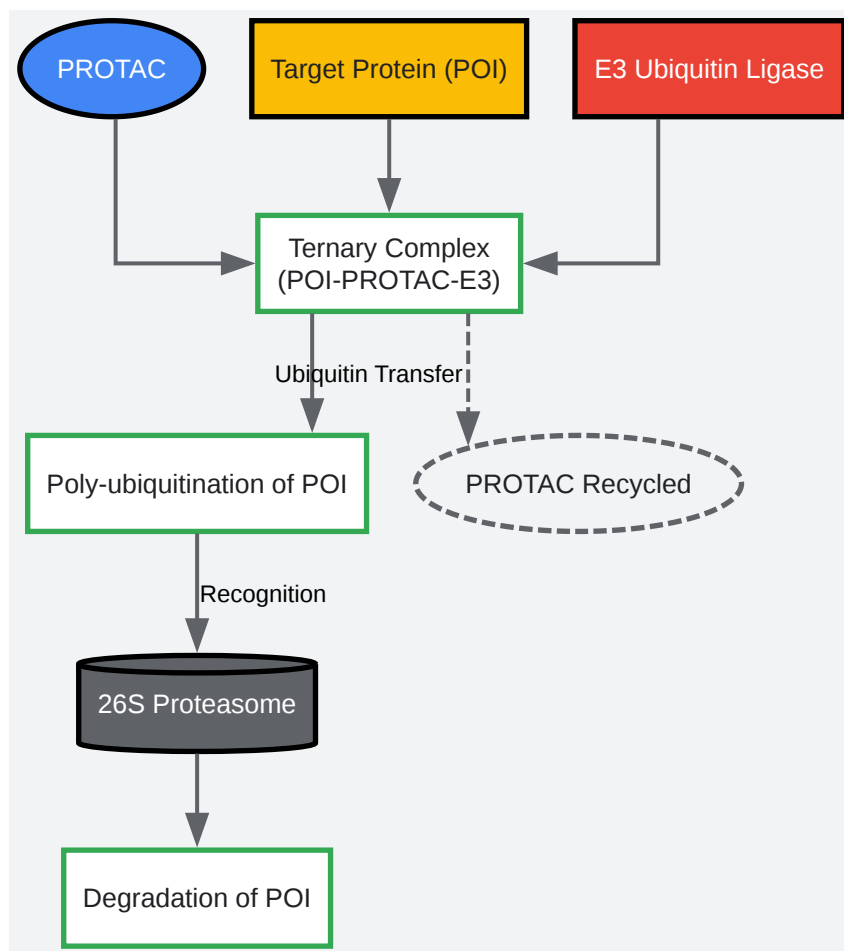 PROTAC
Target Protein (POI)
E3 Ubiquitin Ligase
Ternary Complex
(POI-PROTAC-E3)
Ubiquitin Transfer
Poly-ubiquitination of POI
PROTAC Recycled
Recognition
26S Proteasome
Degradation of POI